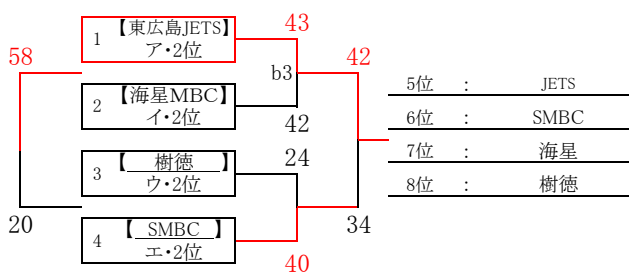 43
1 【東広島JETS】
ア・2位
58
42
b3
5位 : JETS
2 【海星MBC】
イ・2位
6位 : SMBC
42
7位 : 海星
24
3 【 樹徳 】
ウ・2位
8位 : 樹徳
20
34
4 【 SMBC 】
エ・2位
40